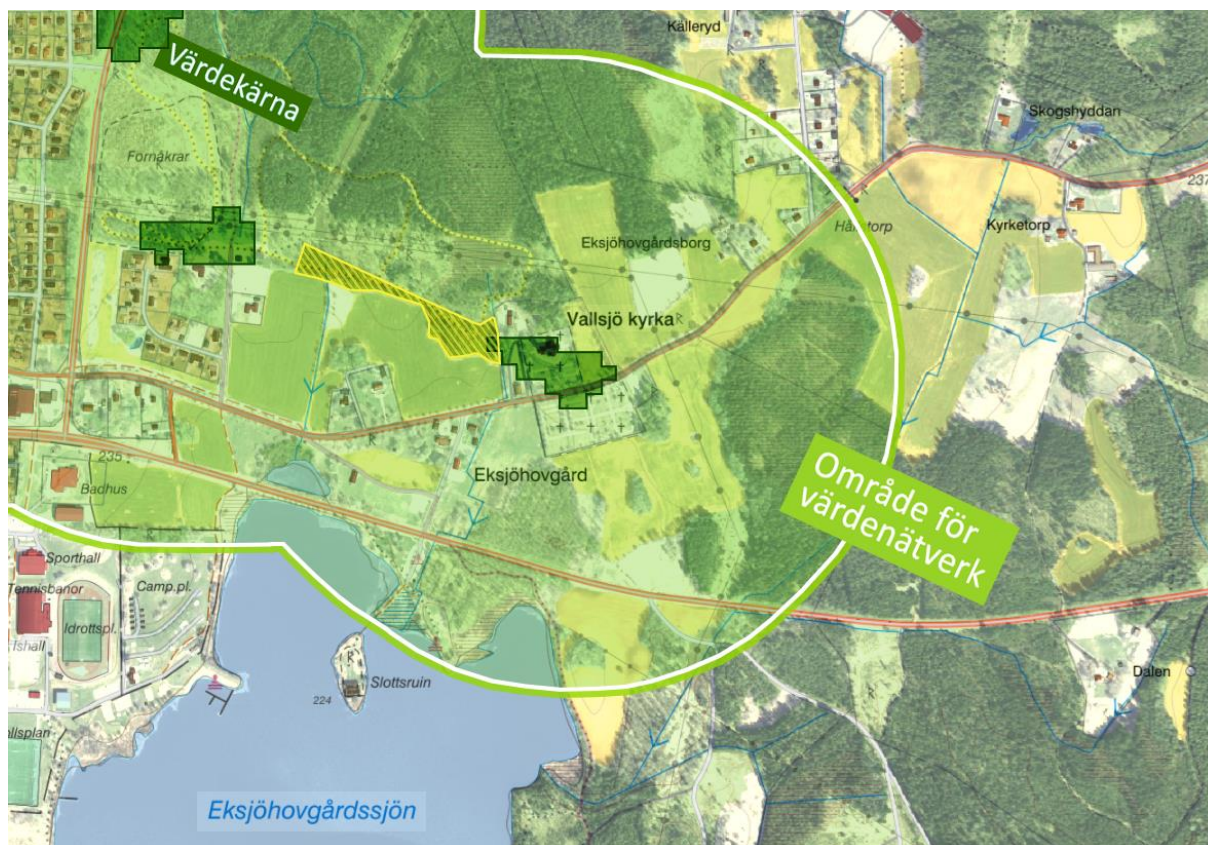 Källeryd
Värdekärna
Skogshyddan
Fornåkrar
R
237
Kyrketorp
Eksjöhovgårdsborg
Vallsjö kyrka
R
Eksjöhovgård
Område för
värdenätverk
235
Badhus
Sporthall
Tennisbanor
Camp.pl.
Idrottspl.
Ishall
R
Slottsruin
224
Dalen
Eksjöhovgårdssjön